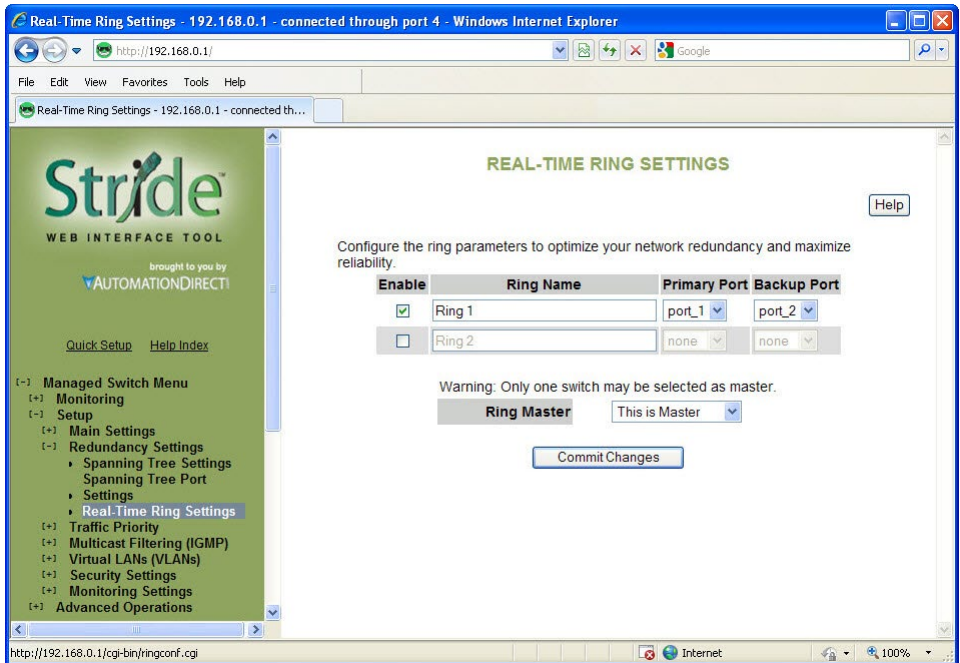 Real-Time Ring Settings - 192.168.0.1 - connected through port 4 - Windows Internet Explorer
http://192.168.0.1/
Google
File Edit View Favorites Tools Help
Real-Time Ring Settings - 192.168.0.1 - connected th...
Stride™
WEB INTERFACE TOOL
brought to you by
AUTOMATIONDIRECT
Quick Setup Help Index
[-] Managed Switch Menu
[+] Monitoring
[-] Setup
[+] Main Settings
[-] Redundancy Settings
Spanning Tree Settings
Spanning Tree Port
Settings
Real-Time Ring Settings
[+] Traffic Priority
[+] Multicast Filtering (IGMP)
[+] Virtual LANs (VLANs)
[+] Security Settings
[+] Monitoring Settings
[+] Advanced Operations
REAL-TIME RING SETTINGS
Help
Configure the ring parameters to optimize your network redundancy and maximize
reliability.
Enable Ring Name Primary Port Backup Port
Ring 1 port_1 port_2
Ring 2 none none
Warning: Only one switch may be selected as master.
Ring Master This is Master
Commit Changes
http://192.168.0.1/cgi-bin/ringconf.cgi
Internet
100%